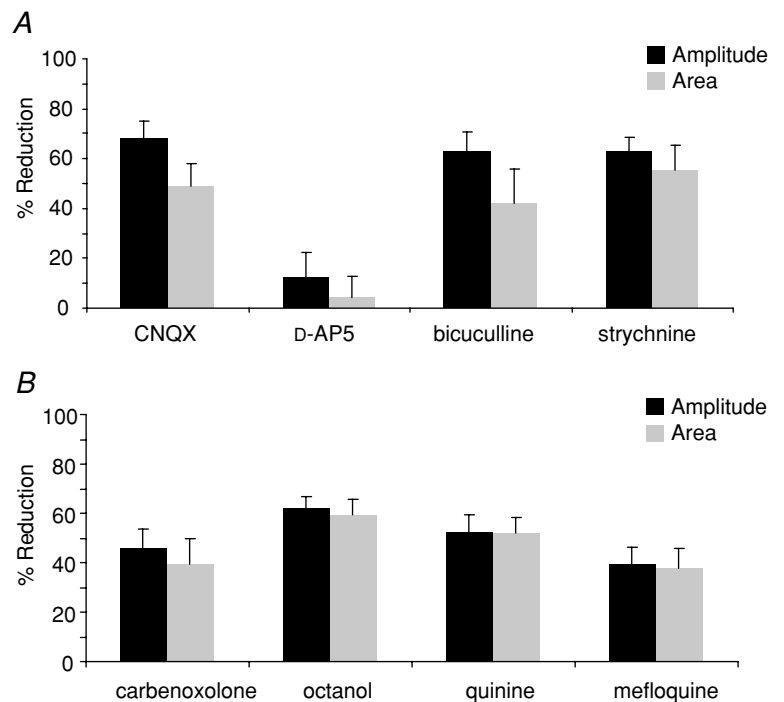 A
100
80
60
40
20
0
% Reduction
Amplitude
Area
CNQX D-AP5 bicuculline strychnine
B
100
80
60
40
20
0
% Reduction
Amplitude
Area
carbenoxolone octanol quinine mefloquine